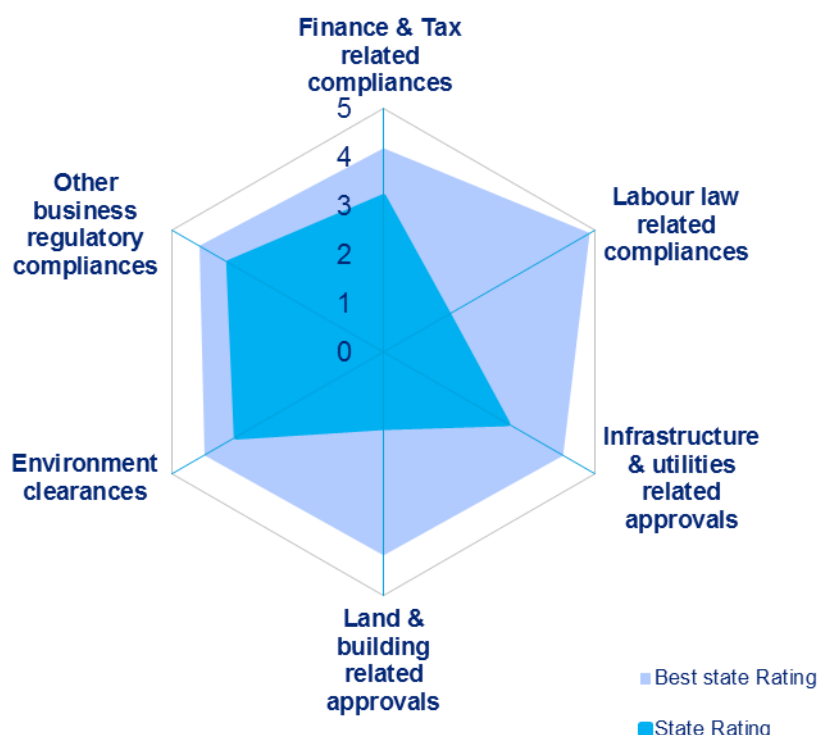 Finance & Tax
related
compliances
5
4
3
2
1
0
Labour law
related
compliances
Infrastructure
& utilities
related
approvals
Land &
building
related
approvals
Environment
clearances
Other
business
regulatory
compliances
Best state Rating
State Rating